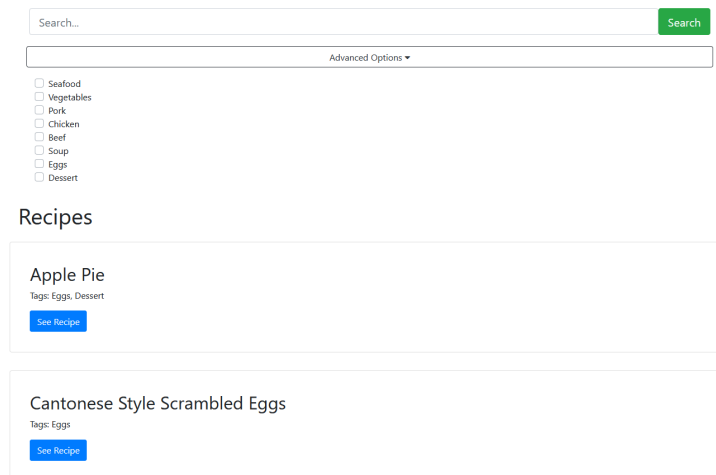 Search...
Search
Advanced Options
Seafood
Vegetables
Pork
Chicken
Beef
Soup
Eggs
Dessert
Recipes
Apple Pie
Tags: Eggs, Dessert
See Recipe
Cantonese Style Scrambled Eggs
Tags: Eggs
See Recipe